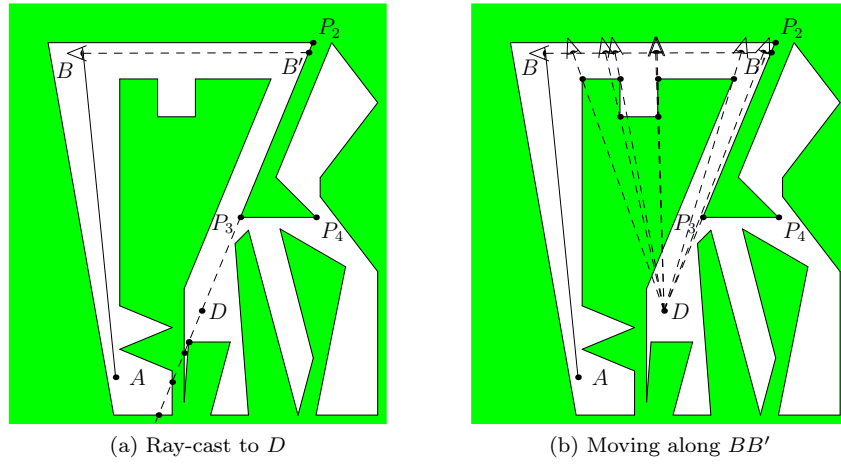 P2
B
B′
P3
P4
D
A
P2
B
B′
P3
P4
D
A
(a) Ray-cast to D
(b) Moving along BB′